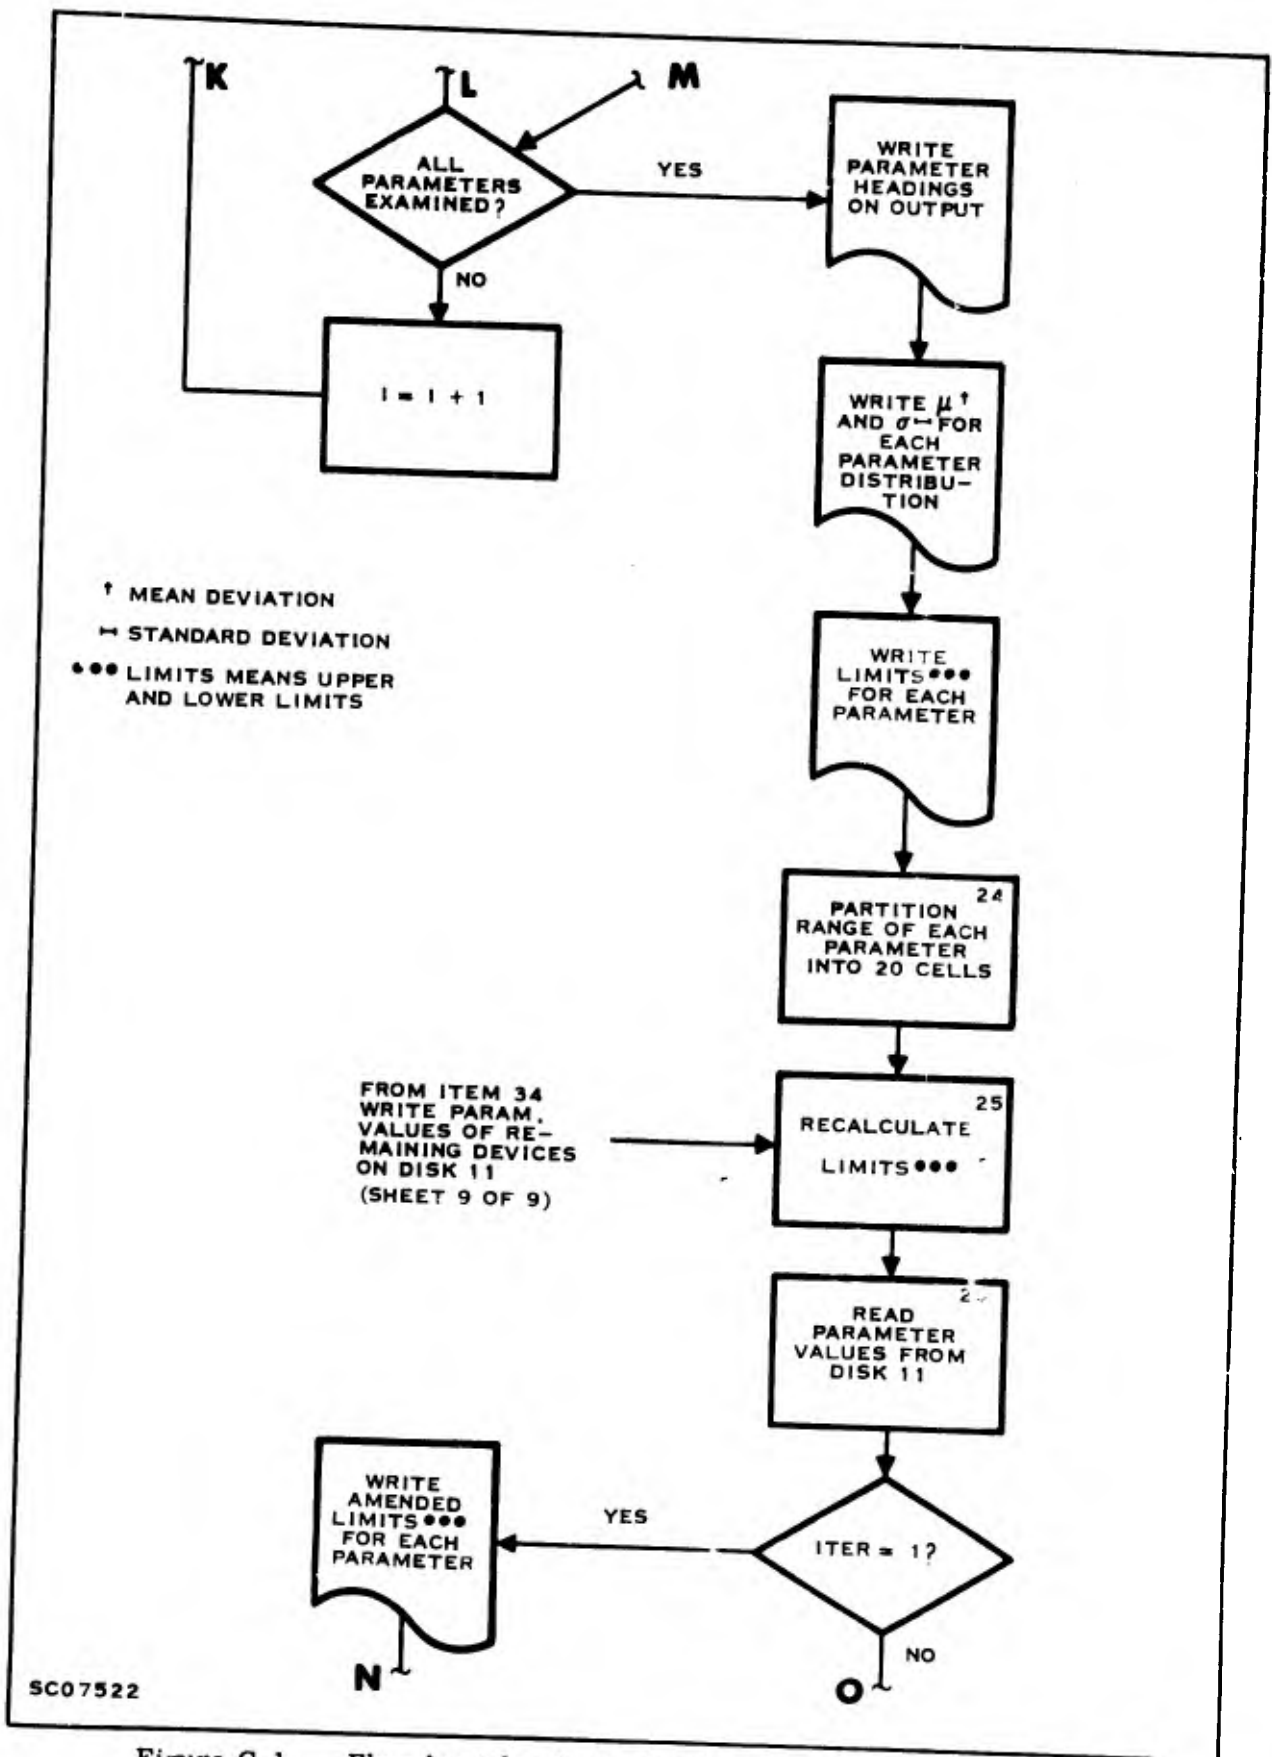 K
L
M
ALL
PARAMETERS
EXAMINED?
YES
NO
I = I + 1
WRITE
PARAMETER
HEADINGS
ON OUTPUT
WRITE μ†
AND σ↦ FOR
EACH
PARAMETER
DISTRIBU-
TION
† MEAN DEVIATION
↦ STANDARD DEVIATION
••• LIMITS MEANS UPPER
AND LOWER LIMITS
WRITE
LIMITS•••
FOR EACH
PARAMETER
24
PARTITION
RANGE OF EACH
PARAMETER
INTO 20 CELLS
FROM ITEM 34
WRITE PARAM.
VALUES OF RE-
MAINING DEVICES
ON DISK 11
(SHEET 9 OF 9)
25
RECALCULATE
LIMITS•••
READ
PARAMETER
VALUES FROM
DISK 11
ITER = 1?
YES
NO
WRITE
AMENDED
LIMITS•••
FOR EACH
PARAMETER
N
O
SC07522